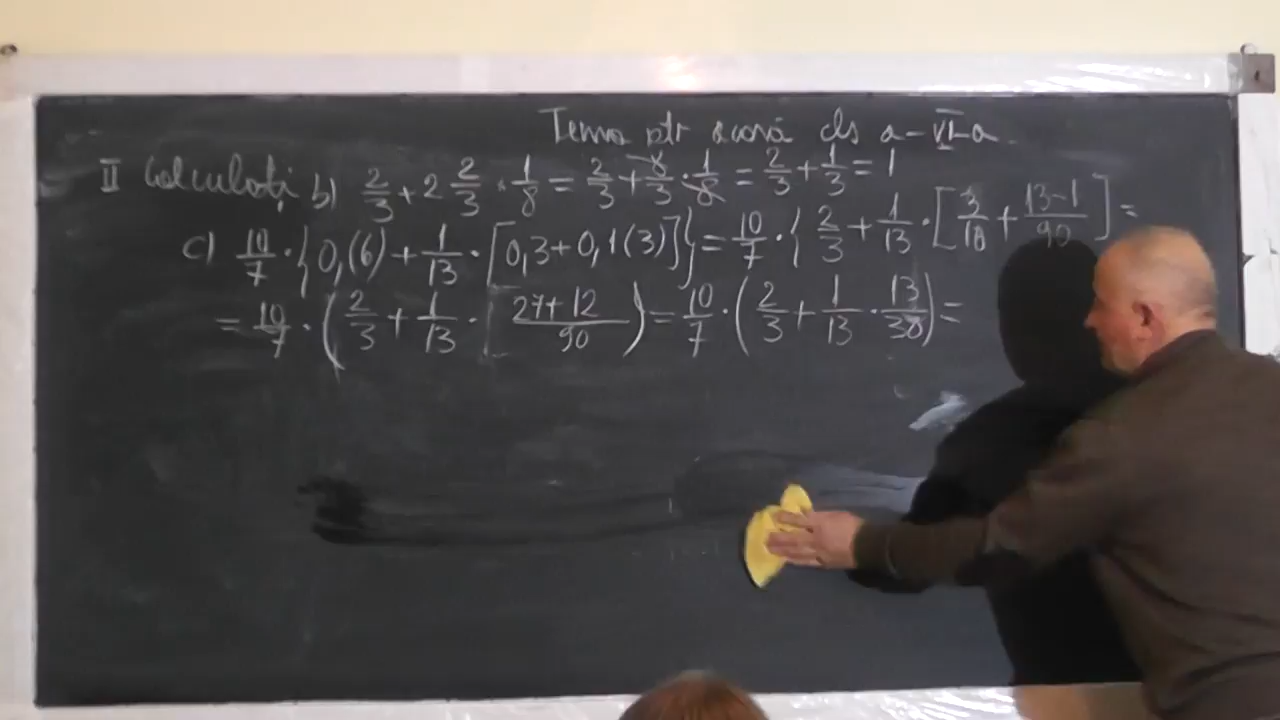 Tema ptr acasă cls a-VI-a
II Calculați b) 2/3 + 2 2/3 · 1/8 = 2/3 + 8/3 · 1/8 = 2/3 + 1/3 = 1
c) 10/7 · {0,(6) + 1/13 · [0,3 + 0,1(3)]} = 10/7 · {2/3 + 1/13 · [3/10 + 13-1/90] =
= 10/7 · (2/3 + 1/13 · [27+12/90) = 10/7 · (2/3 + 1/13 · 13/30) =